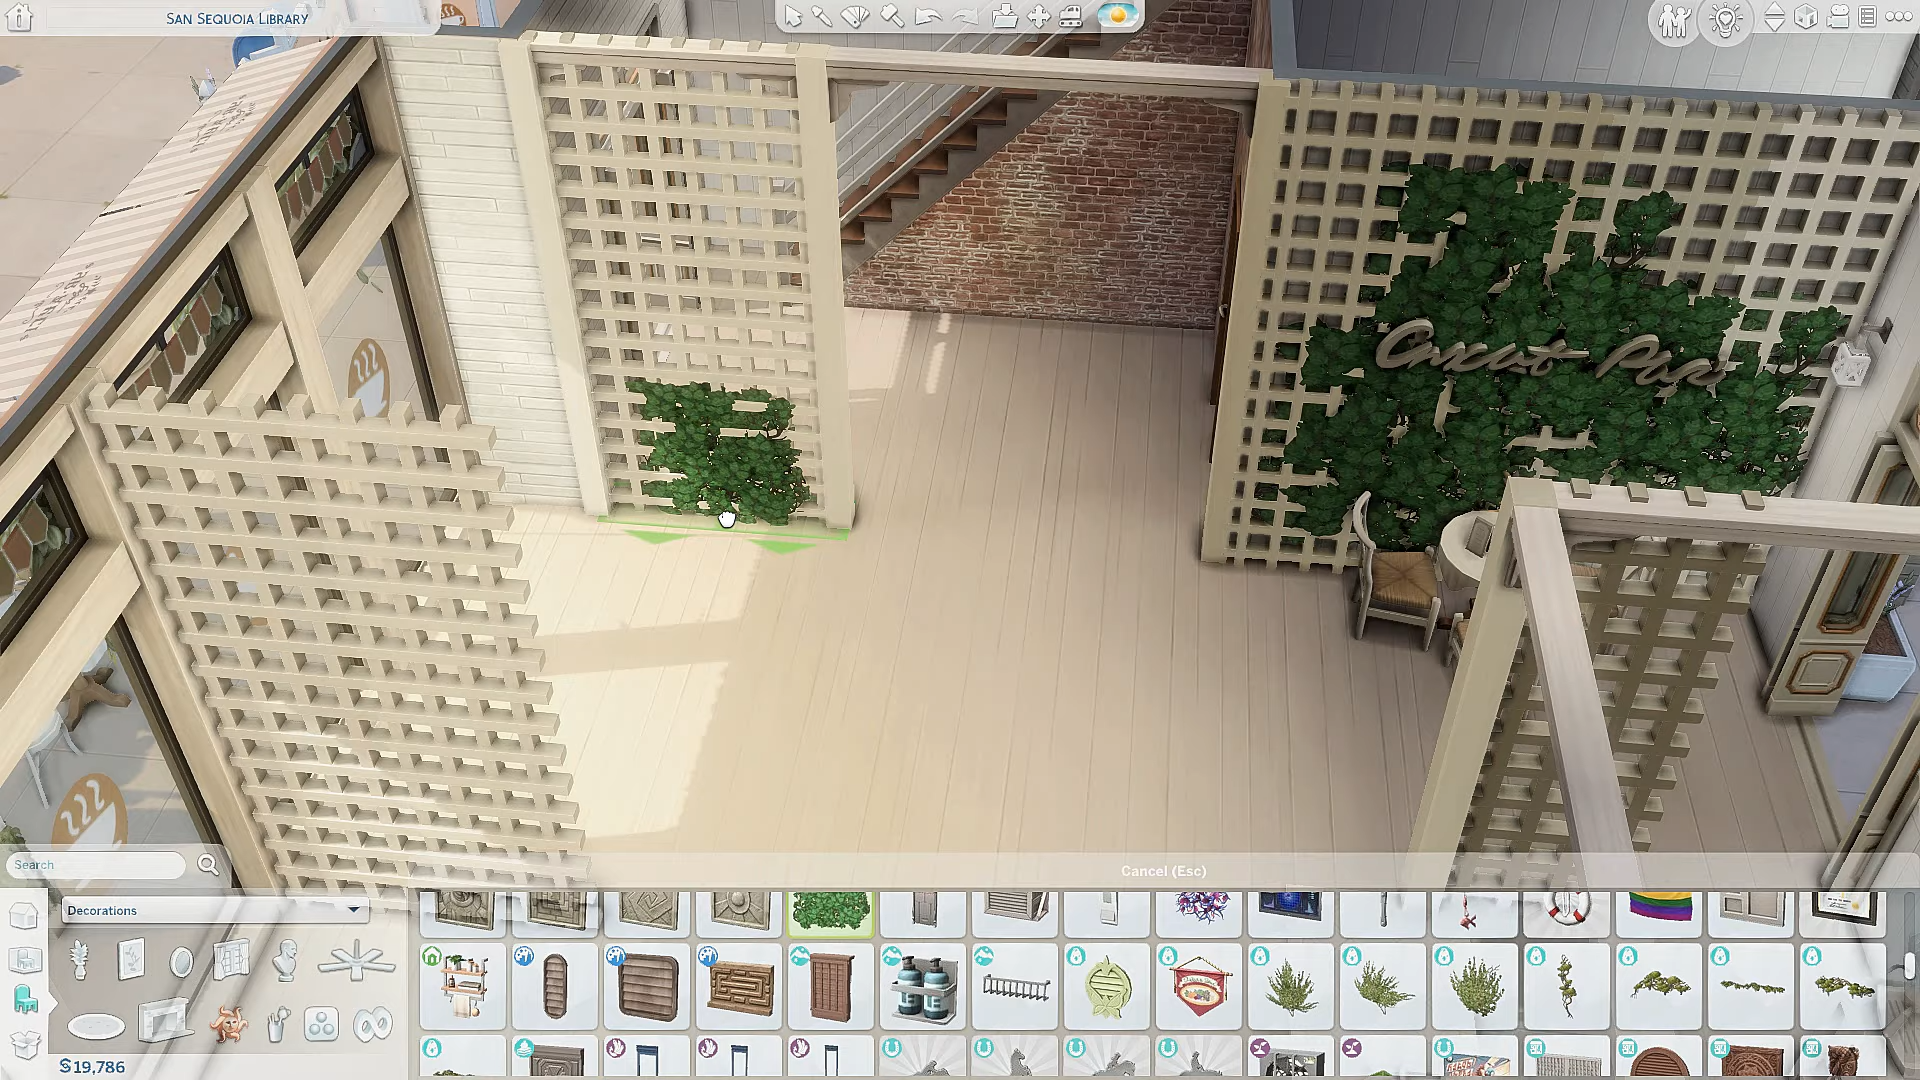 San Sequoia Library
Search
Cancel (Esc)
Decorations
§19,786